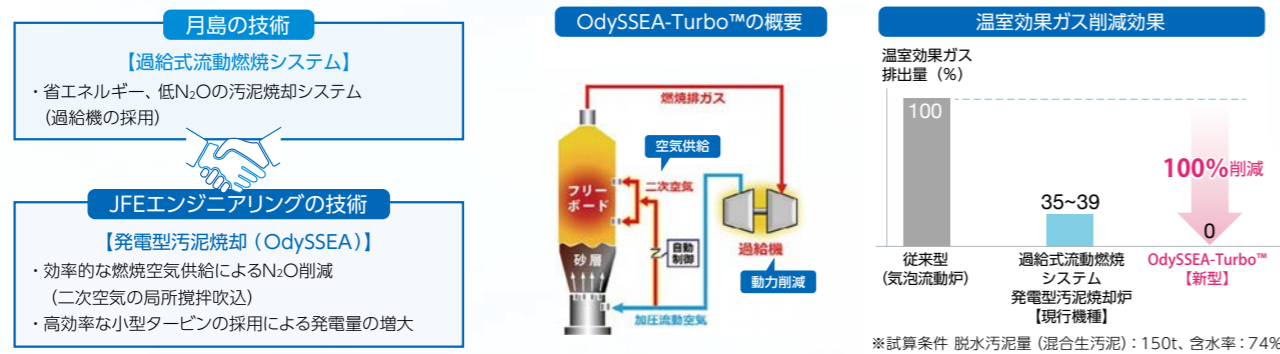 月島の技術
【過給式流動燃焼システム】
・省エネルギー、低N₂Oの汚泥焼却システム
(過給機の採用)
JFEエンジニアリングの技術
【発電型汚泥焼却（OdySSEA）】
・効率的な燃焼空気供給によるN₂O削減
(二次空気の局所撹拌吹込)
・高効率な小型タービンの採用による発電量の増大
OdySSEA-Turbo™の概要
燃焼排ガス
空気供給
二次空気
フリー
ボード
過給機
自動
制御
砂層
動力削減
加圧流動空気
温室効果ガス削減効果
温室効果ガス
排出量（%）
100
100%削減
35~39
0
従来型
(気泡流動炉)
過給式流動燃焼
システム
発電型汚泥焼却炉
【現行機種】
OdySSEA-Turbo™
【新型】
※試算条件 脱水汚泥量（混合生汚泥）：150t、含水率：74%